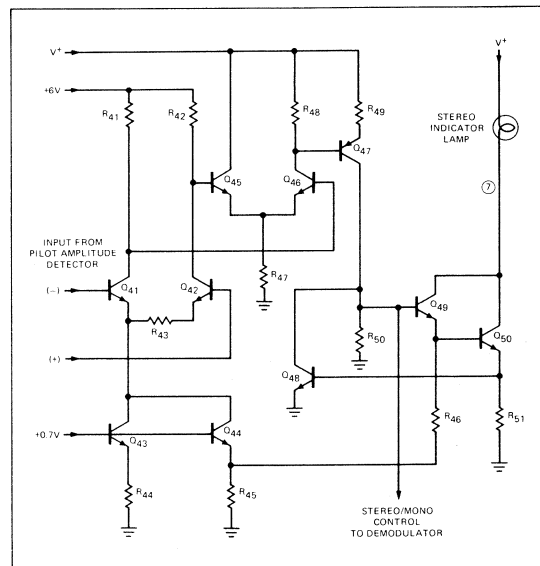 V+
V+
+6V
R41
R42
R48
R49
STEREO
INDICATOR
LAMP
Q47
Q45
Q46
7
INPUT FROM
PILOT AMPLITUDE
DETECTOR
R47
Q41
Q42
(−)
R43
Q49
Q50
R50
(+)
Q48
R46
R51
+0.7V
Q43
Q44
R44
R45
STEREO/MONO
CONTROL
TO DEMODULATOR